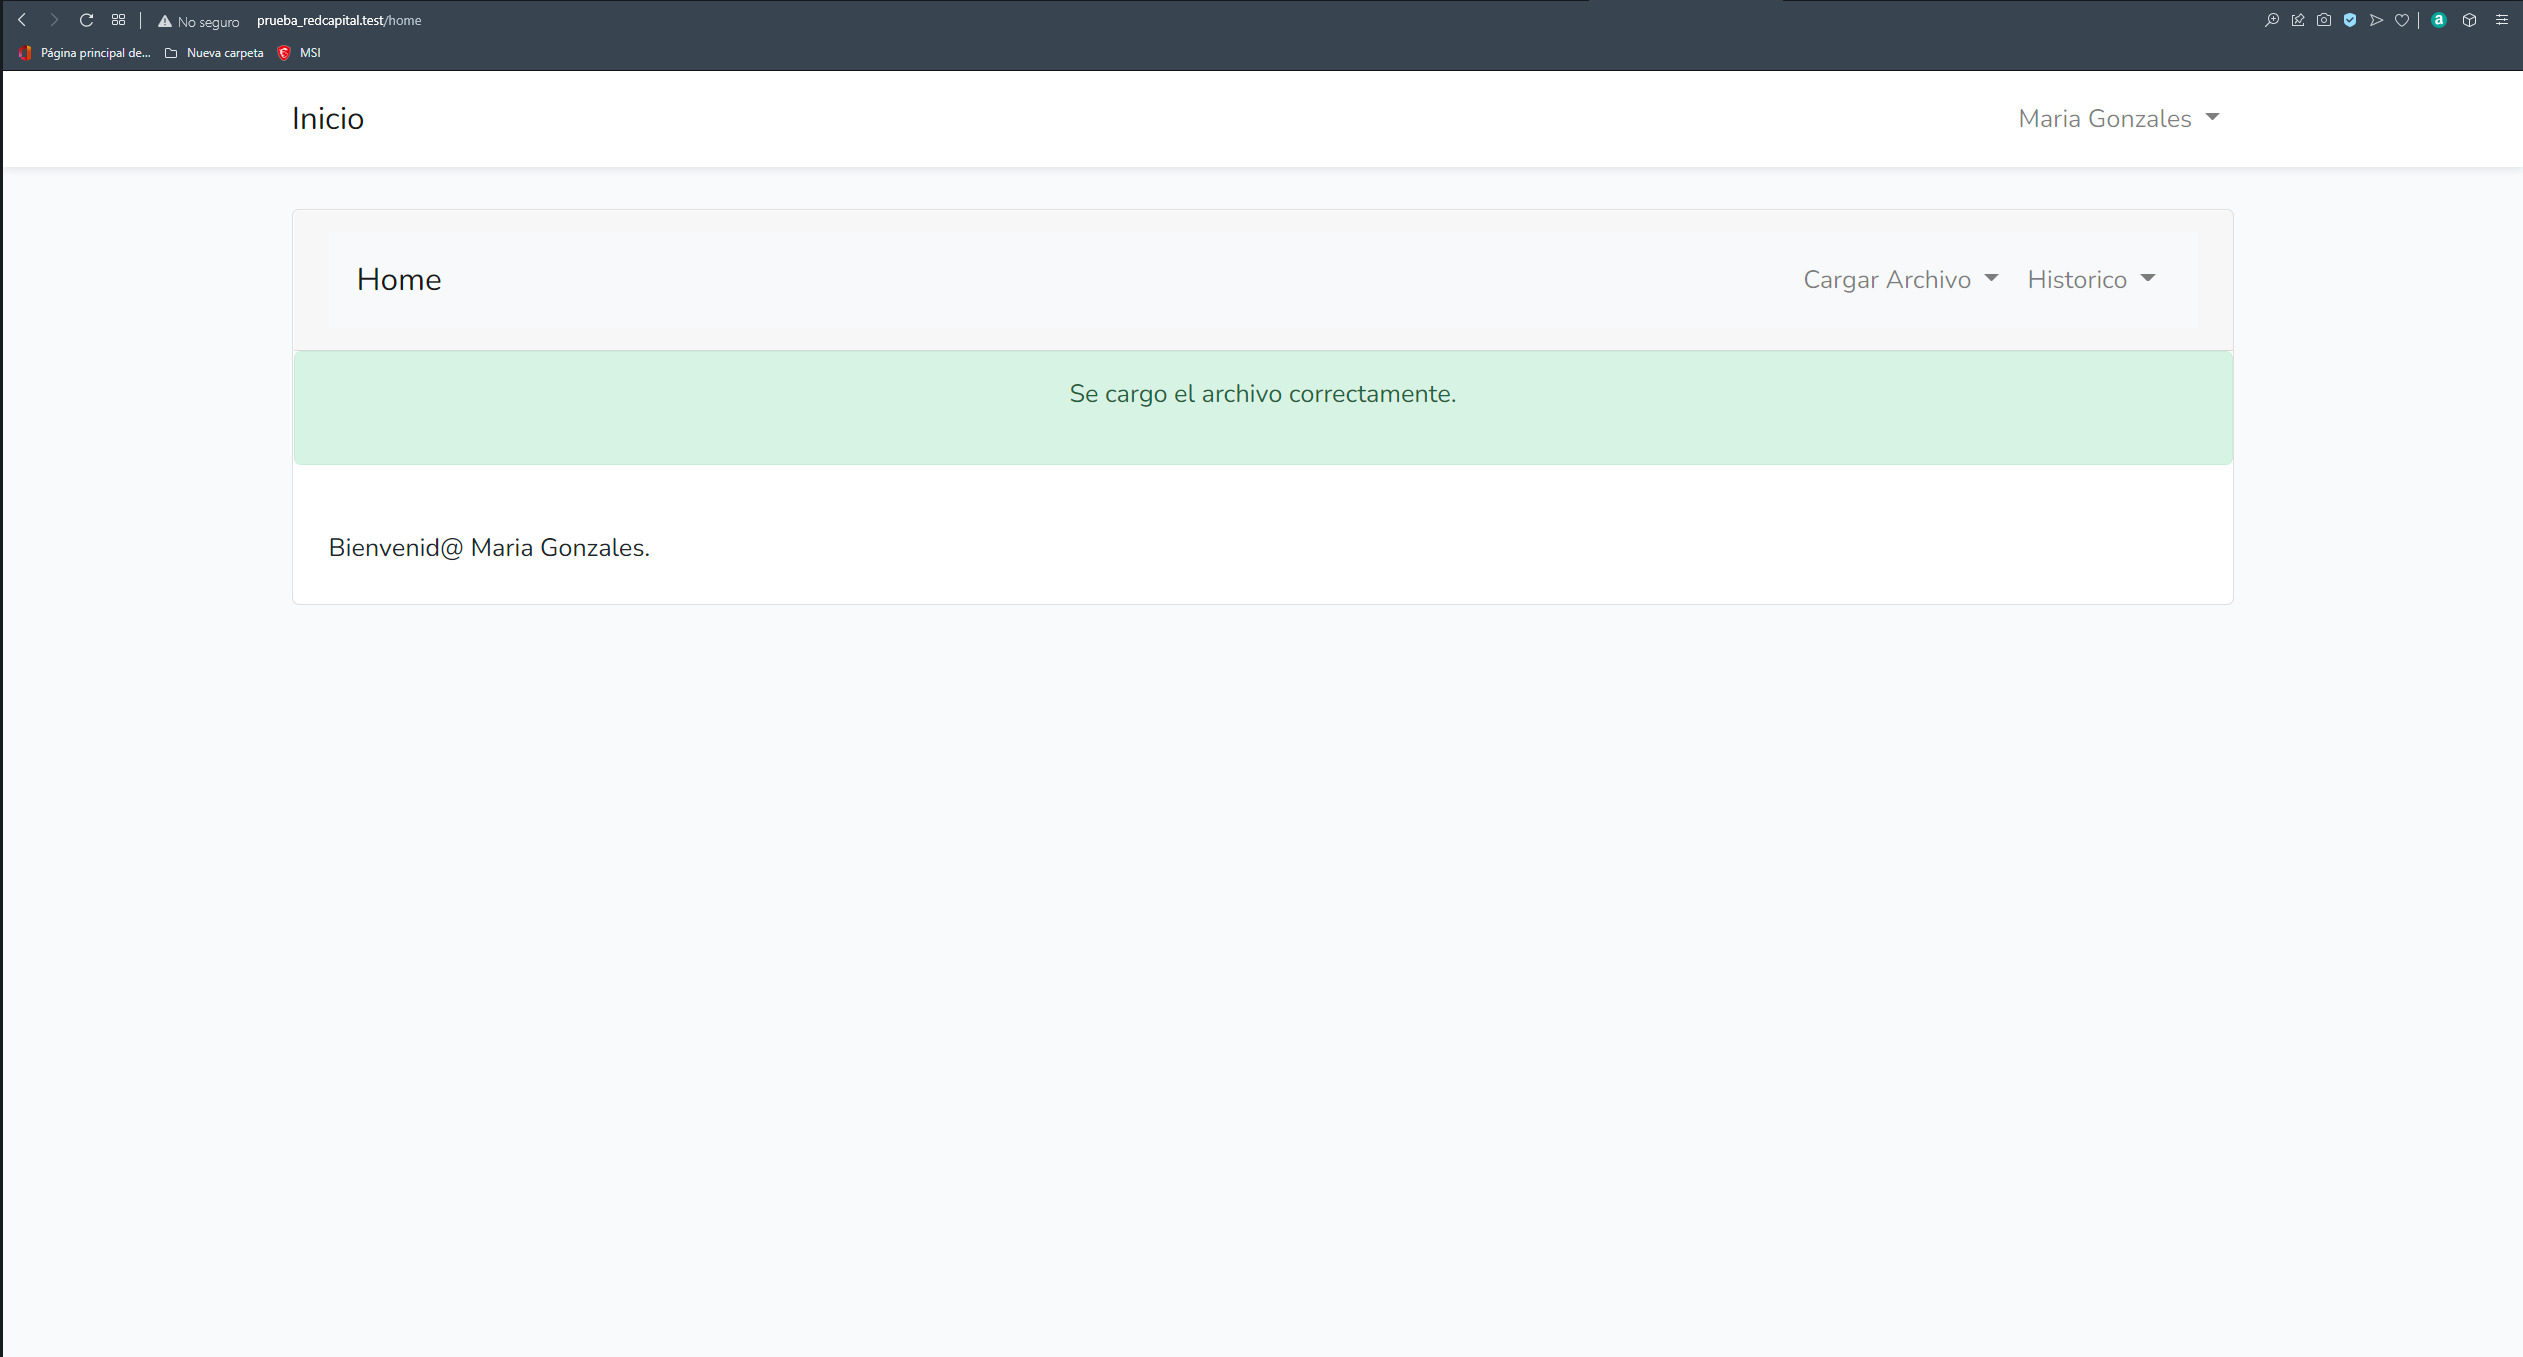 No seguro prueba_redcapital.test/home
Página principal de... Nueva carpeta MSI
Inicio Maria Gonzales
Home Cargar Archivo Historico
Se cargo el archivo correctamente.
Bienvenid@ Maria Gonzales.